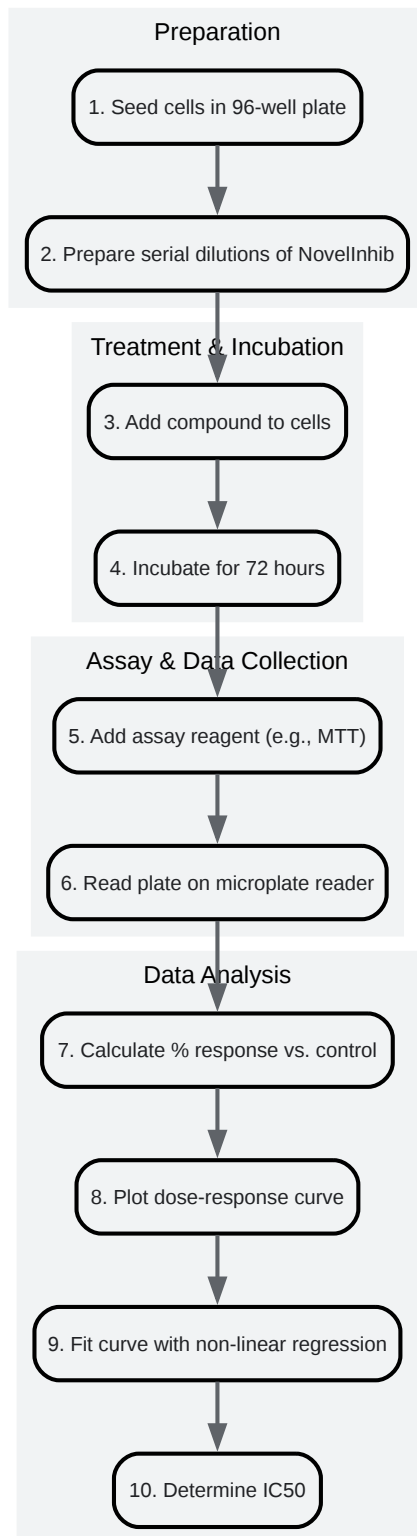 Preparation
1. Seed cells in 96-well plate
2. Prepare serial dilutions of NovelInhib
Treatment & Incubation
3. Add compound to cells
4. Incubate for 72 hours
Assay & Data Collection
5. Add assay reagent (e.g., MTT)
6. Read plate on microplate reader
Data Analysis
7. Calculate % response vs. control
8. Plot dose-response curve
9. Fit curve with non-linear regression
10. Determine IC50